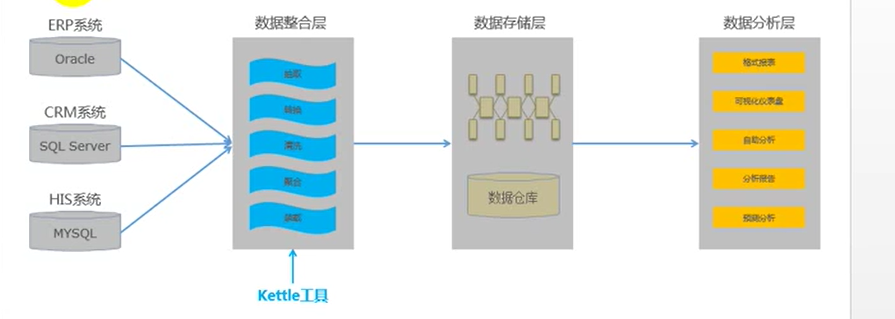 ERP系统
Oracle
CRM系统
SQL Server
HIS系统
MYSQL
数据整合层
抽取
转换
清洗
聚合
装载
Kettle工具
数据存储层
数据仓库
数据分析层
格式报表
可视化仪表盘
自助分析
分析报告
预测分析